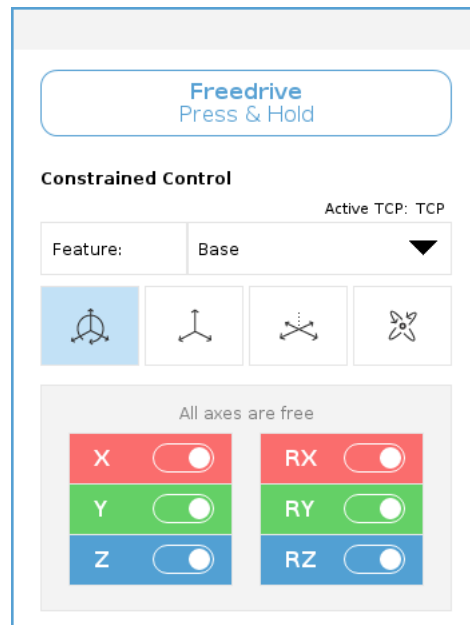 Freedrive
Press & Hold
Constrained Control
Active TCP: TCP
Feature: Base
All axes are free
X RX
Y RY
Z RZ